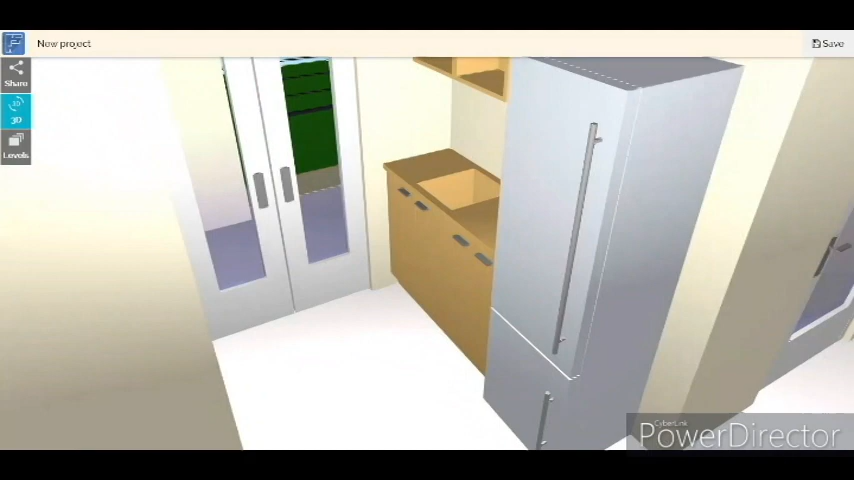 New project
Save
Share
3D
Levels
CyberLink
PowerDirector